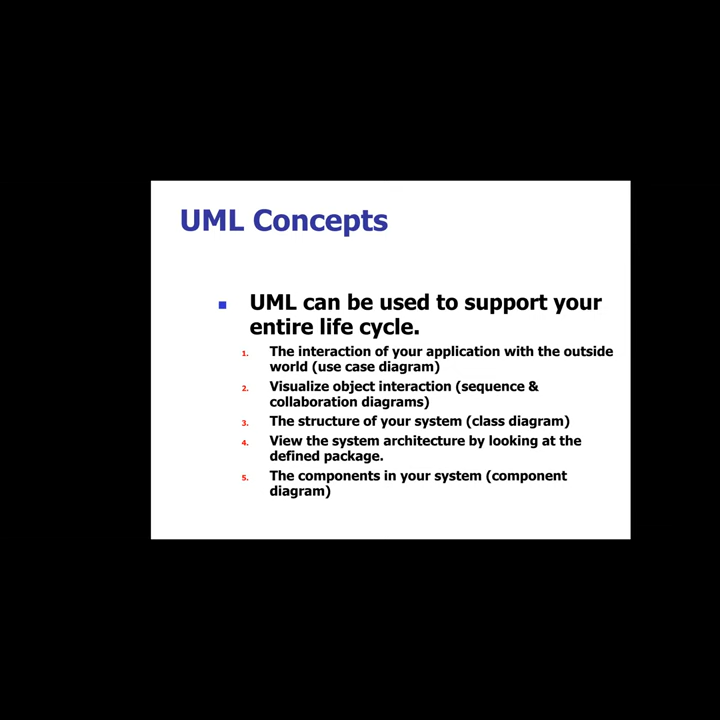 UML Concepts
UML can be used to support your
entire life cycle.
1. The interaction of your application with the outside
world (use case diagram)
2. Visualize object interaction (sequence &
collaboration diagrams)
3. The structure of your system (class diagram)
4. View the system architecture by looking at the
defined package.
5. The components in your system (component
diagram)